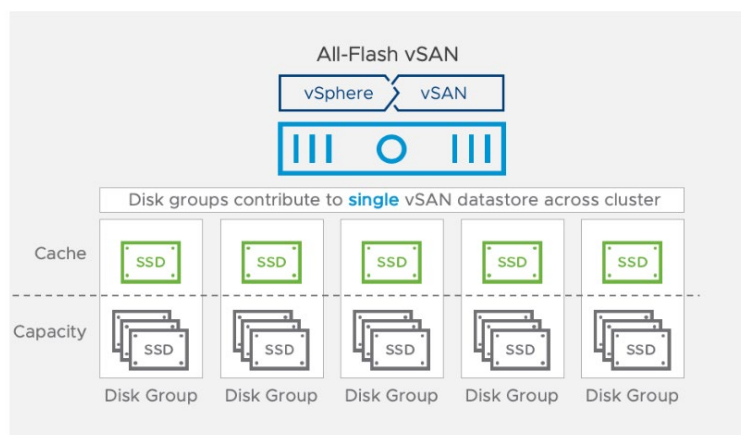 All-Flash vSAN
vSphere vSAN
Disk groups contribute to single vSAN datastore across cluster
Cache SSD SSD SSD SSD SSD
Capacity SSD SSD SSD SSD SSD
Disk Group Disk Group Disk Group Disk Group Disk Group